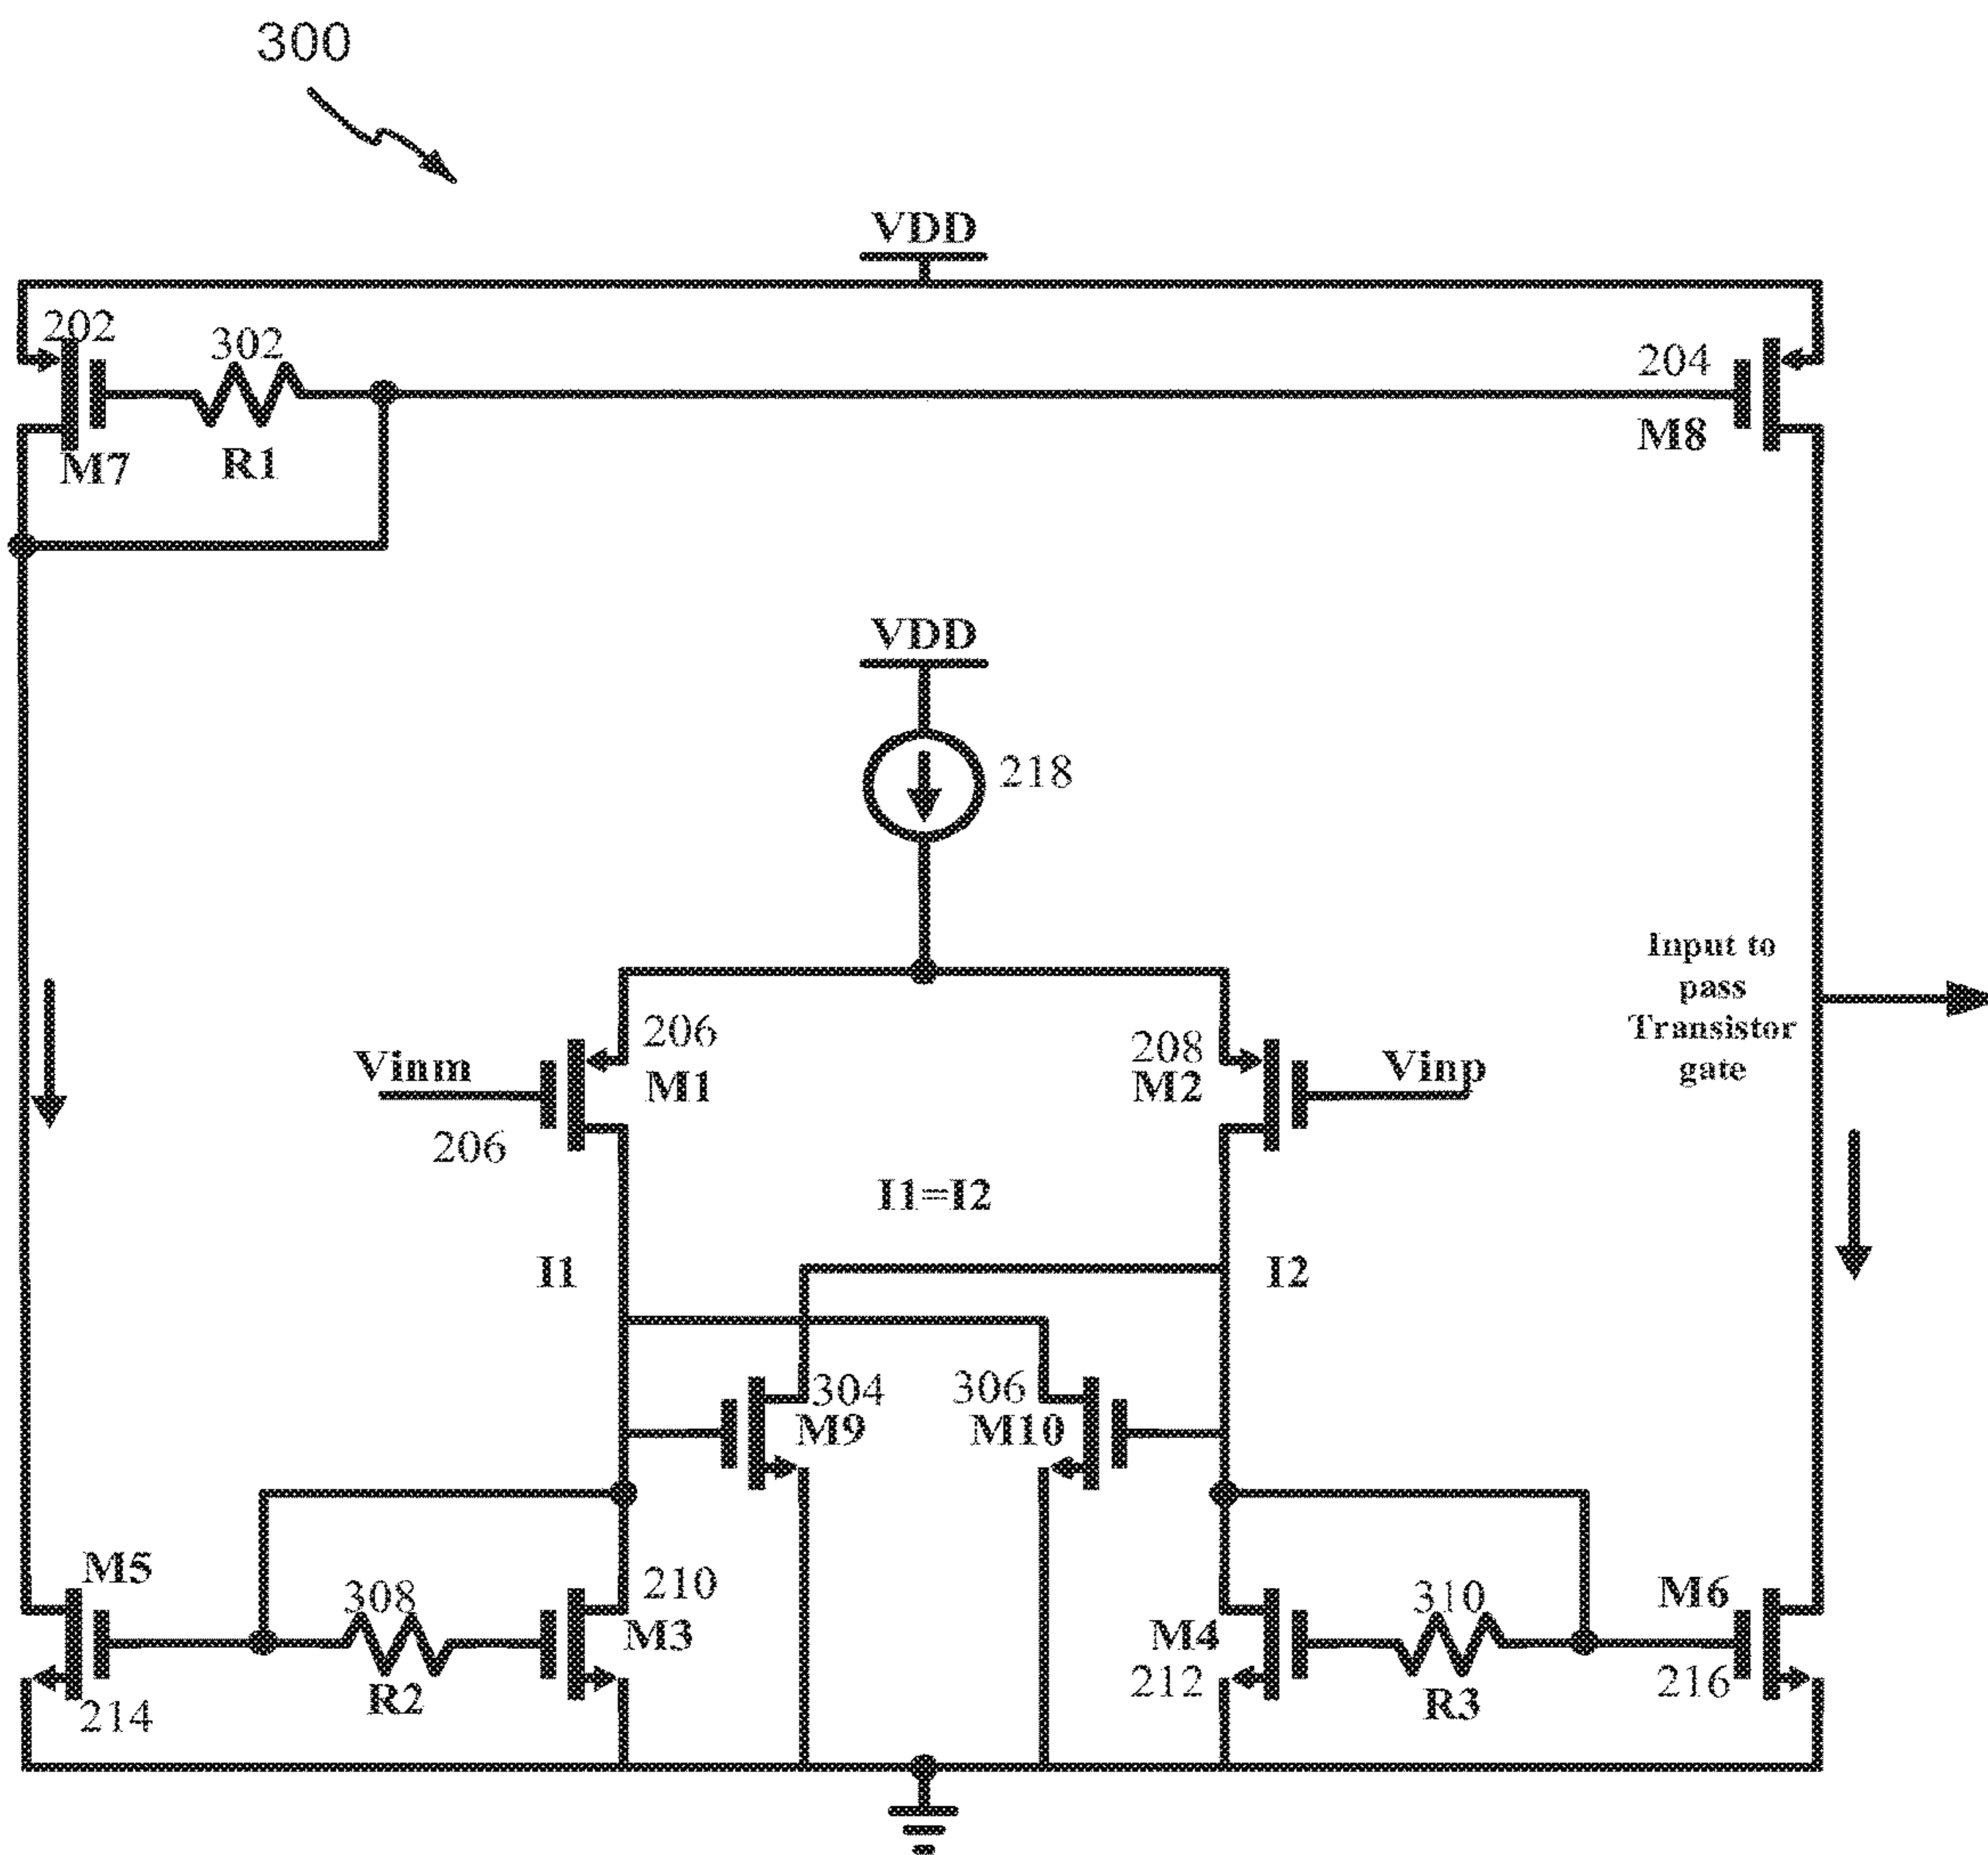 300
VDD
202
302
R1
M7
204
M8
VDD
218
Input to
pass
Transistor
gate
Vinm
206
M1
206
208
M2
Vinp
I1=I2
I1
I2
304
M9
306
M10
M5
214
308
R2
210
M3
M4
212
310
R3
M6
216